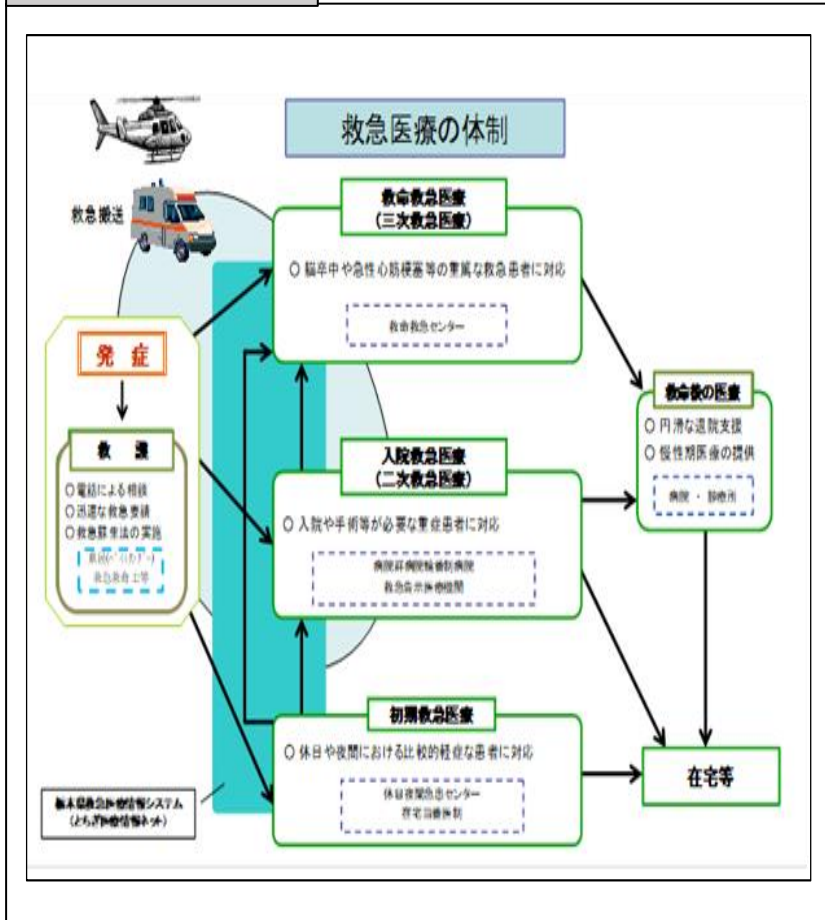 救急医療の体制
救急搬送
救命救急医療
(三次救急医療)
○ 脳卒中や急性心筋梗塞等の重篤な救急患者に対応
救命救急センター
発 症
救 護
○電話による相談
○迅速な救急要請
○救急蘇生法の実施
救急救命士等
入院救急医療
(二次救急医療)
○ 入院や手術等が必要な重症患者に対応
病院群病院輪番制病院
救急告示医療機関
救命後の医療
○ 円滑な退院支援
○ 慢性期医療の提供
病院 ・ 診療所
初期救急医療
○ 休日や夜間における比較的軽症な患者に対応
休日夜間急患センター
在宅当番医制
在宅等
栃木県救急医療情報システム
(とちぎ医療情報ネット)